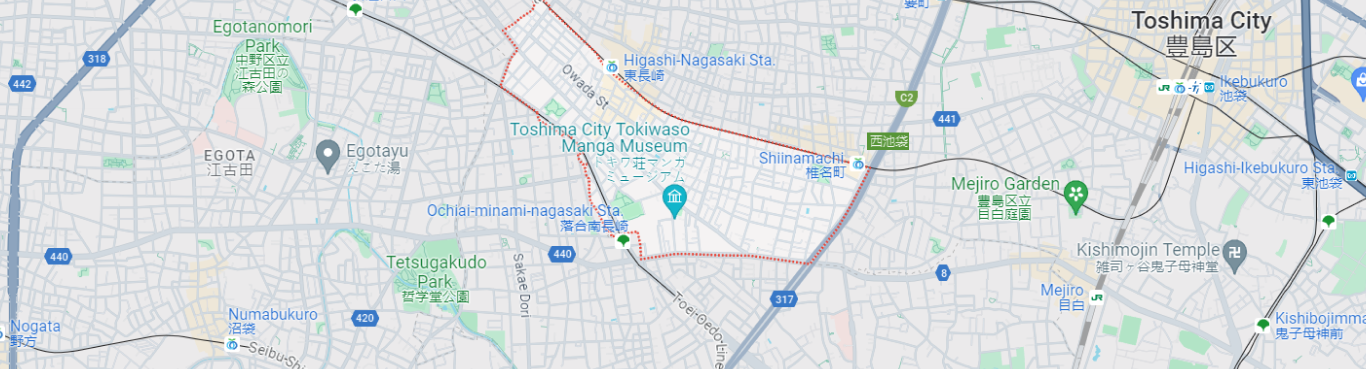 要町
Toshima City
豊島区
Egotanomori
Park
中野区立
江古田の
森公園
318
442
Higashi-Nagasaki Sta.
東長崎
Owada St
C2
441
西池袋
JR
Ikebukuro
池袋
Toshima City Tokiwaso
Manga Museum
トキワ荘マンガ
ミュージアム
EGOTA
江古田
Egotayu
えごた湯
Shiinamachi
椎名町
Higashi-Ikebukuro Sta.
東池袋
Mejiro Garden
豊島区立
目白庭園
Ochiai-minami-nagasaki Sta.
落合南長崎
440
440
Tetsugakudo
Park
哲学堂公園
Sakae Dori
8
Kishimojin Temple
雑司ヶ谷鬼子母神堂
Mejiro
目白
JR
317
Toei Oedo Line
420
Numabukuro
沼袋
Nogata
野方
Seibu-Shi
Kishibojimma
鬼子母神前